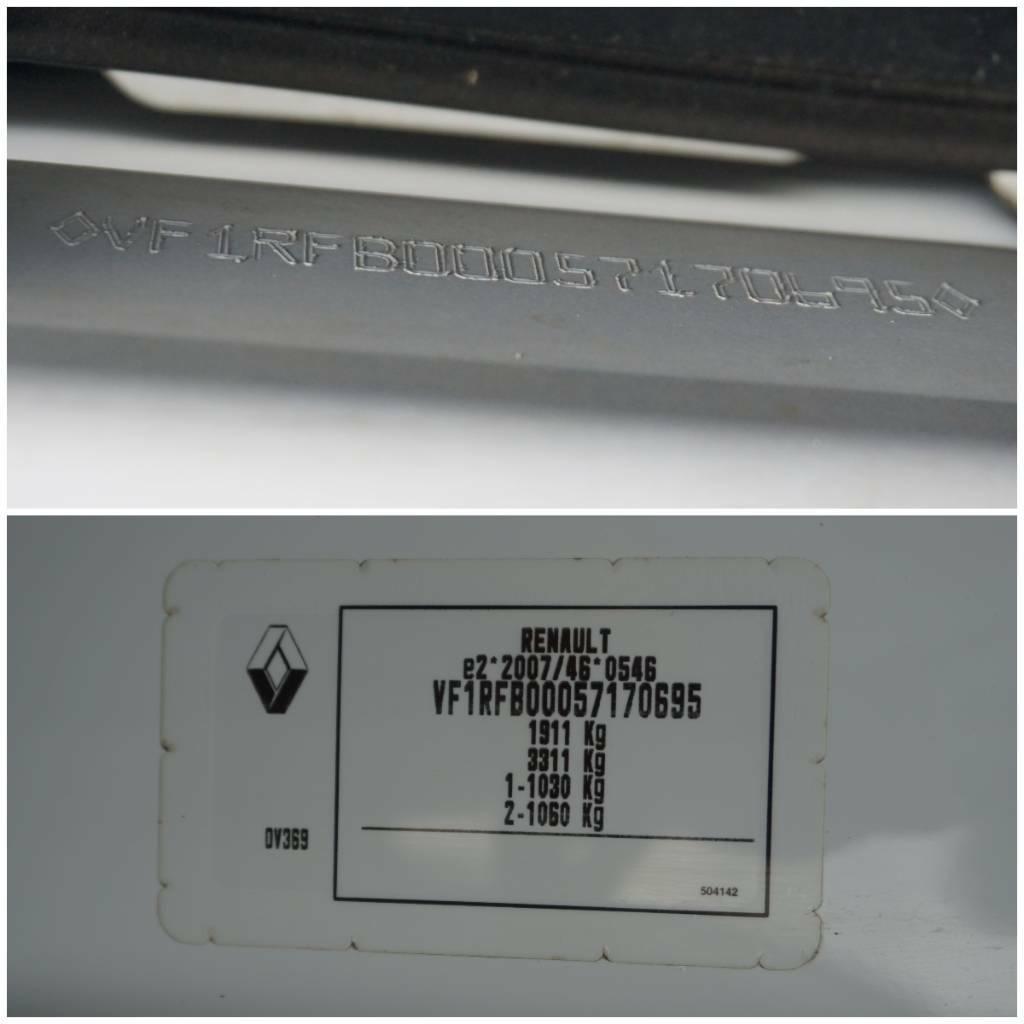 ◇VF1RFB00057170695◇
RENAULT
e2*2007/46*0546
VF1RFB00057170695
1911 Kg
3311 Kg
1-1030 Kg
2-1060 Kg
0V369
504142